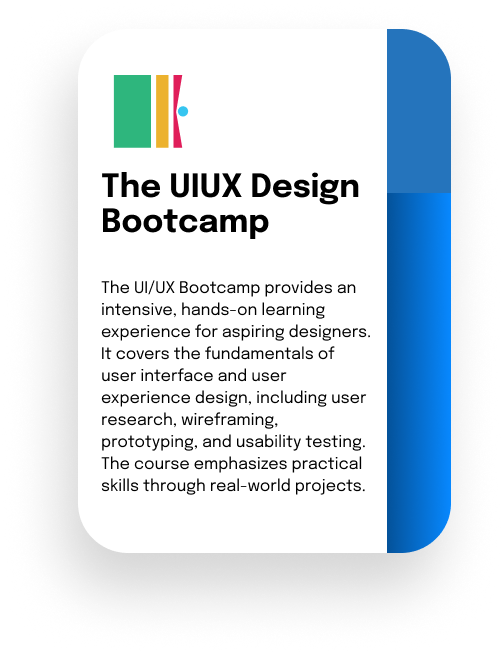 The UIUX Design
Bootcamp
The UI/UX Bootcamp provides an
intensive, hands-on learning
experience for aspiring designers.
It covers the fundamentals of
user interface and user
experience design, including user
research, wireframing,
prototyping, and usability testing.
The course emphasizes practical
skills through real-world projects.